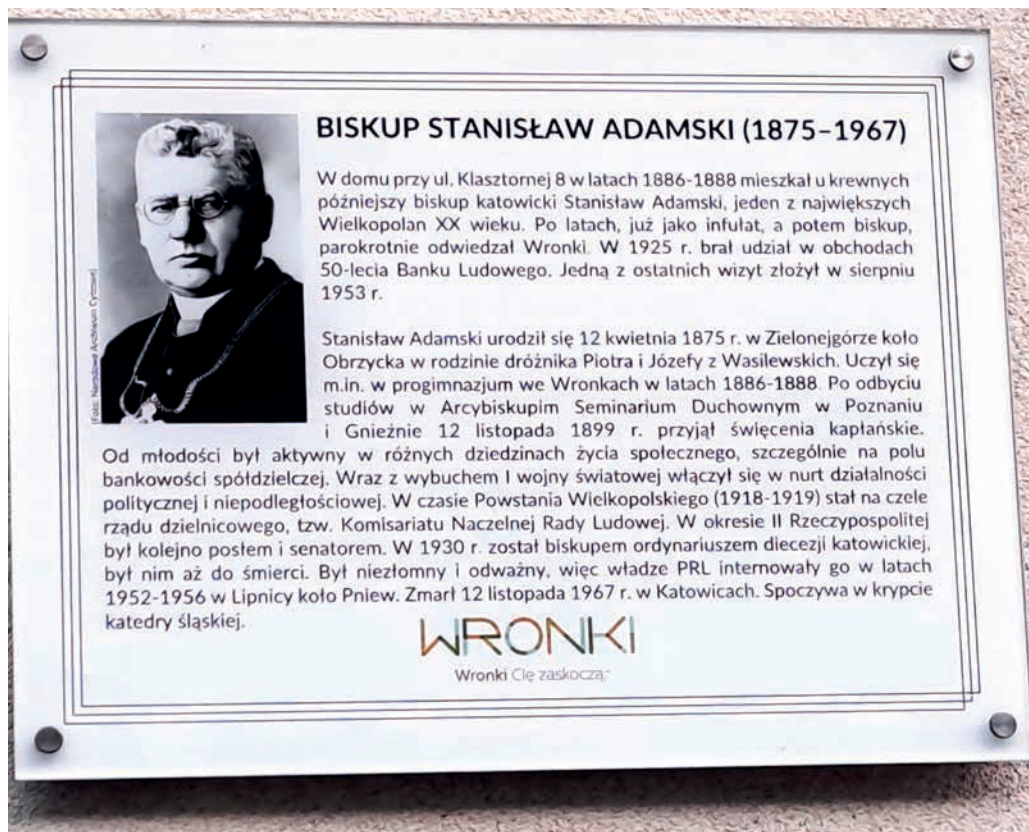 BISKUP STANISŁAW ADAMSKI (1875–1967)
W domu przy ul. Klasztornej 8 w latach 1886-1888 mieszkał u krewnych
późniejszy biskup katowicki Stanisław Adamski, jeden z największych
Wielkopolan XX wieku. Po latach, już jako infułat, a potem biskup,
parokrotnie odwiedzał Wronki. W 1925 r. brał udział w obchodach
50-lecia Banku Ludowego. Jedną z ostatnich wizyt złożył w sierpniu
1953 r.
Foto: Narodowe Archiwum Cyfrowe
Stanisław Adamski urodził się 12 kwietnia 1875 r. w Zielonejgórze koło
Obrzycka w rodzinie dróżnika Piotra i Józefy z Wasilewskich. Uczył się
m.in. w progimnazjum we Wronkach w latach 1886-1888. Po odbyciu
studiów w Arcybiskupim Seminarium Duchownym w Poznaniu
i Gnieźnie 12 listopada 1899 r. przyjął święcenia kapłańskie.
Od młodości był aktywny w różnych dziedzinach życia społecznego, szczególnie na polu
bankowości spółdzielczej. Wraz z wybuchem I wojny światowej włączył się w nurt działalności
politycznej i niepodległościowej. W czasie Powstania Wielkopolskiego (1918-1919) stał na czele
rządu dzielnicowego, tzw. Komisariatu Naczelnej Rady Ludowej. W okresie II Rzeczypospolitej
był kolejno posłem i senatorem. W 1930 r. został biskupem ordynariuszem diecezji katowickiej,
był nim aż do śmierci. Był niezłomny i odważny, więc władze PRL internowały go w latach
1952-1956 w Lipnicy koło Pniew. Zmarł 12 listopada 1967 r. w Katowicach. Spoczywa w krypcie
katedry śląskiej.
WRONKI
Wronki Cię zaskoczą